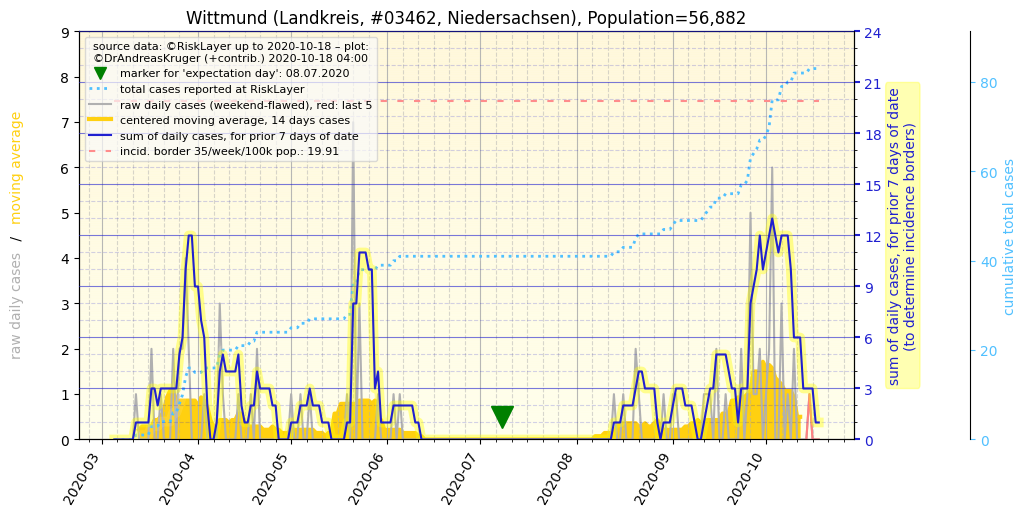 Wittmund (Landkreis, #03462, Niedersachsen), Population=56,882
source data: ©RiskLayer up to 2020-10-18 – plot:
©DrAndreasKruger (+contrib.) 2020-10-18 04:00
marker for 'expectation day': 08.07.2020
total cases reported at RiskLayer
raw daily cases (weekend-flawed), red: last 5
centered moving average, 14 days cases
sum of daily cases, for prior 7 days of date
incid. border 35/week/100k pop.: 19.91
raw daily cases / moving average
9
8
7
6
5
4
3
2
1
0
2020-03
2020-04
2020-05
2020-06
2020-07
2020-08
2020-09
2020-10
24
21
18
15
12
9
6
3
0
sum of daily cases, for prior 7 days of date
(to determine incidence borders)
80
60
40
20
0
cumulative total cases